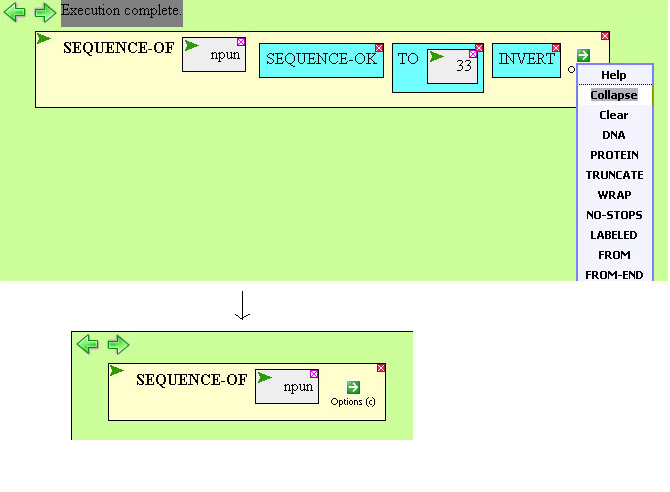 Execution complete.
SEQUENCE-OF npun SEQUENCE-OK TO 33 INVERT
O
Help
Collapse
Clear
DNA
PROTEIN
TRUNCATE
WRAP
NO-STOPS
LABELED
FROM
FROM-END
SEQUENCE-OF npun
Options (c)